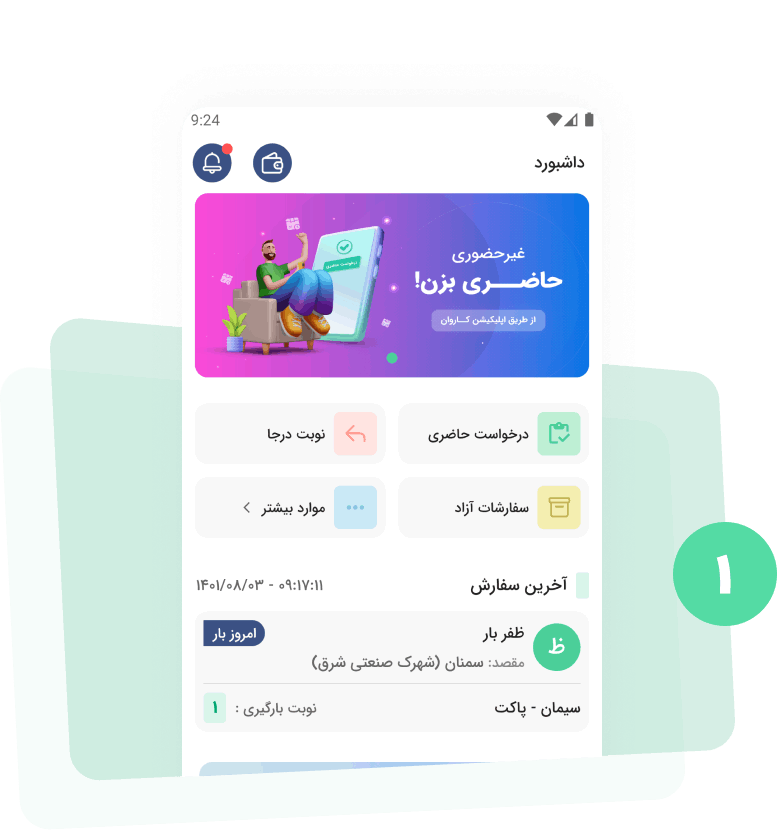 9:24
داشبورد
غیرحضوری
حاضـــری بزن!
از طریق اپلیکیشن کــاروان
درخواست حاضری
درخواست حاضری
نوبت درجا
سفارشات آزاد
موارد بیشتر
آخرین سفارش
۱۴۰۱/۰۸/۰۳ - ۰۹:۱۷:۱۱
ظ
ظفر بار
امروز بار
مقصد: سمنان (شهرک صنعتی شرق)
سیمان - پاکت
نوبت بارگیری : ۱
۱